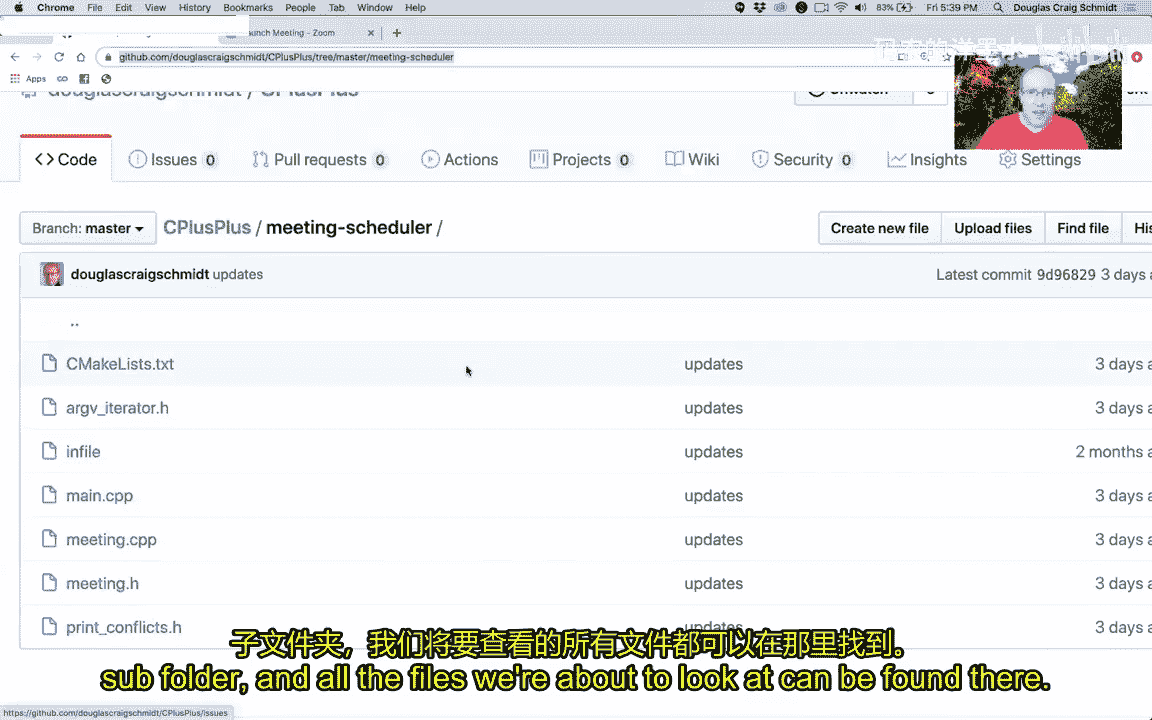 Chrome File Edit View History Bookmarks People Tab Window Help 83% Fri 5:39 PM Douglas Craig Schmidt
unch Meeting - Zoom × +
github.com/douglascraigschmidt/CPlusPlus/tree/master/meeting-scheduler
Apps
douglascraigschmidt / CPlusPlus
<> Code Issues 0 Pull requests 0 Actions Projects 0 Wiki Security 0 Insights Settings
Branch: master CPlusPlus / meeting-scheduler / Create new file Upload files Find file His
douglascraigschmidt updates Latest commit 9d96829 3 days a
..
CMakeLists.txt updates 3 days a
argv_iterator.h updates 3 days a
infile updates 2 months a
main.cpp updates 3 days a
meeting.cpp updates 3 days a
meeting.h updates 3 days a
print_conflicts.h updates 3 days a
子文件夹，我们将要查看的所有文件都可以在那里找到。
sub folder, and all the files we're about to look at can be found there.
https://github.com/douglascraigschmidt/CPlusPlus/issues